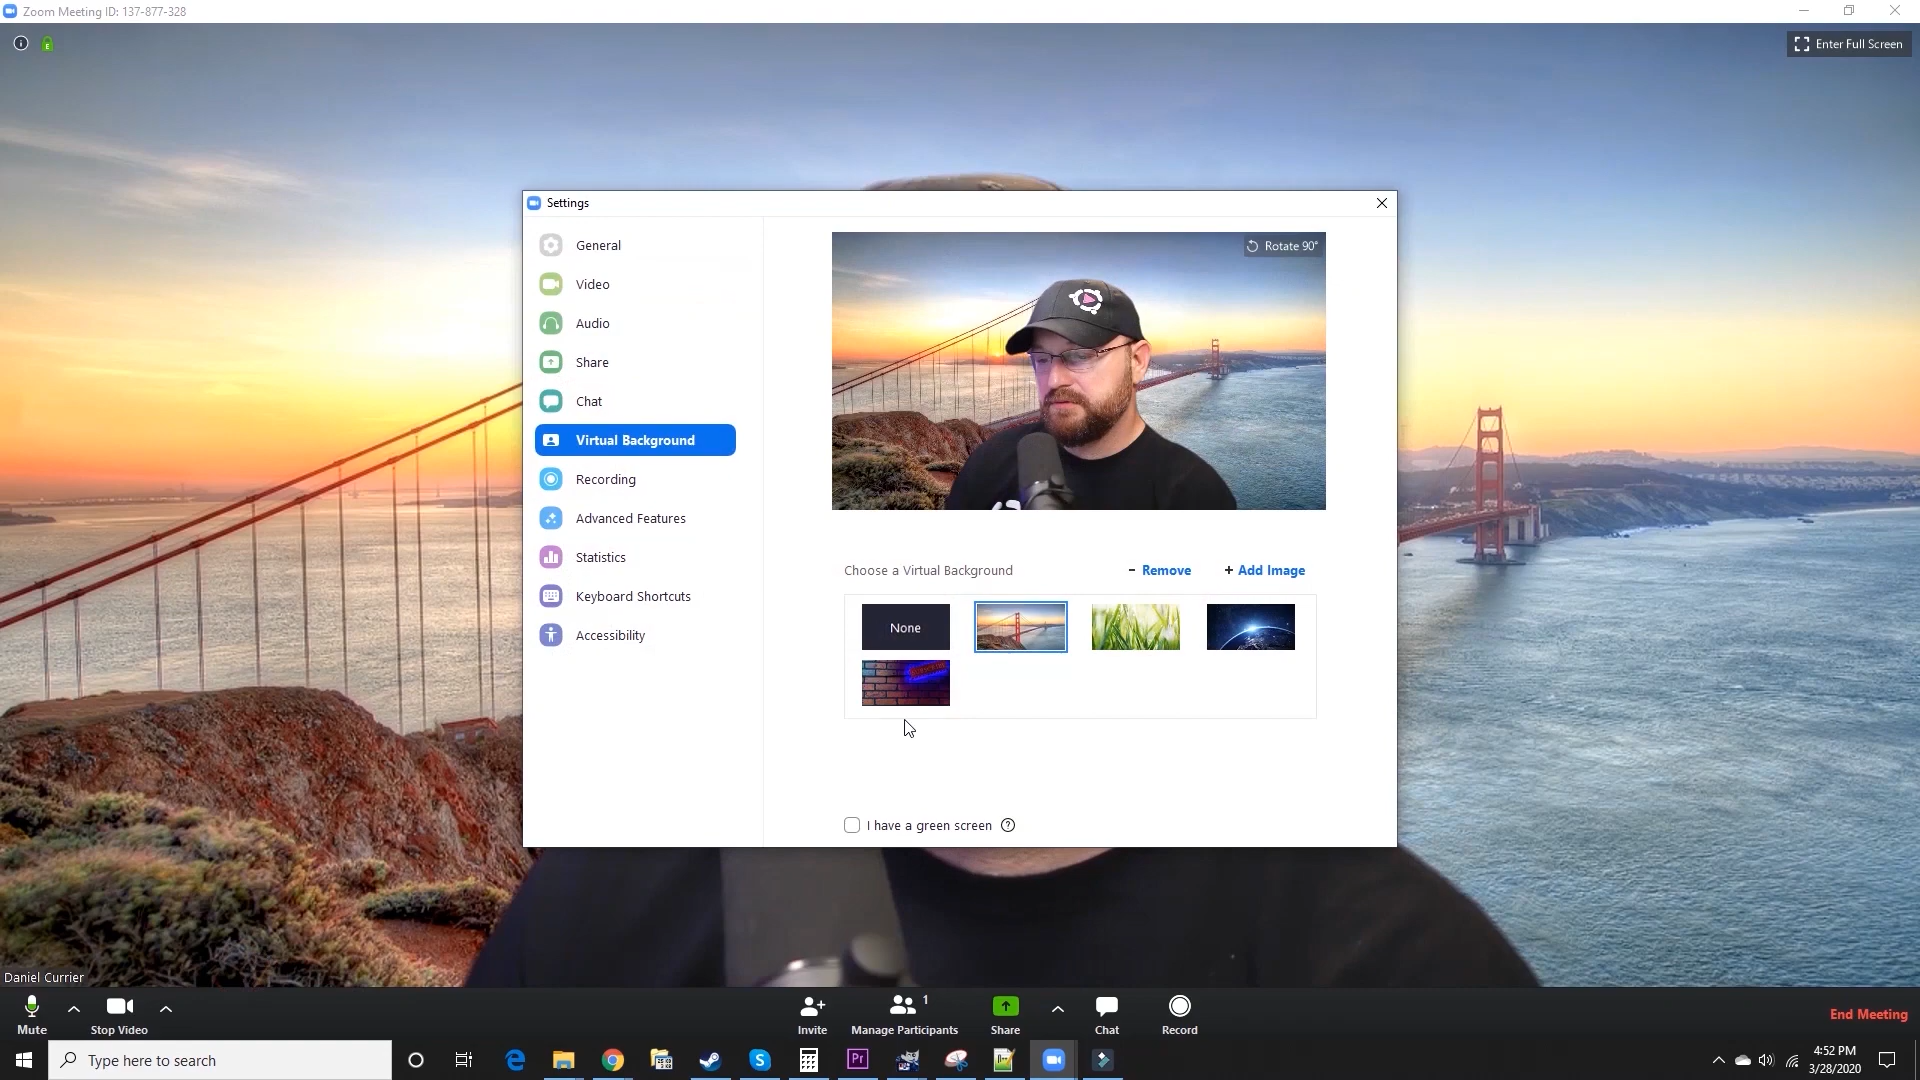 Zoom Meeting ID: 137-877-328
Enter Full Screen
Settings
General
Video
Audio
Share
Chat
Virtual Background
Recording
Advanced Features
Statistics
Keyboard Shortcuts
Accessibility
Rotate 90°
Choose a Virtual Background
- Remove
+ Add Image
None
I have a green screen ?
Daniel Currier
Mute
Stop Video
Invite
1
Manage Participants
Share
Chat
Record
End Meeting
Type here to search
Pr
4:52 PM
3/28/2020